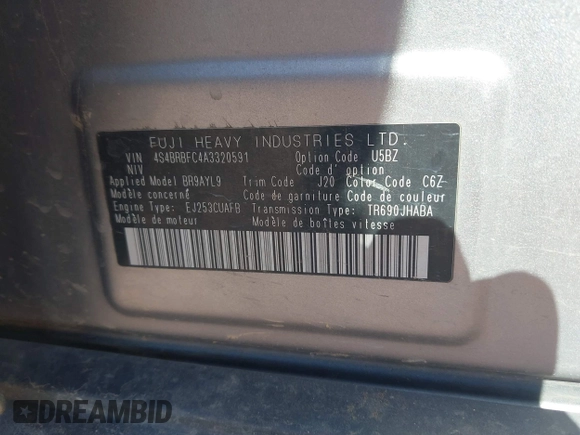 FUJI HEAVY INDUSTRIES LTD.
VIN 4S4BRBFC4A3320591 Option Code U5BZ
NIV Code d' option
Applied Model BR9AYL9 Trim Code J20 Color Code C6Z
Modèle concerné Code de garniture Code de couleur
Engine Type EJ253CUAFB Transmission Type TR690JHABA
Modèle de moteur Modèle de boîtes vitesse
DREAMBID